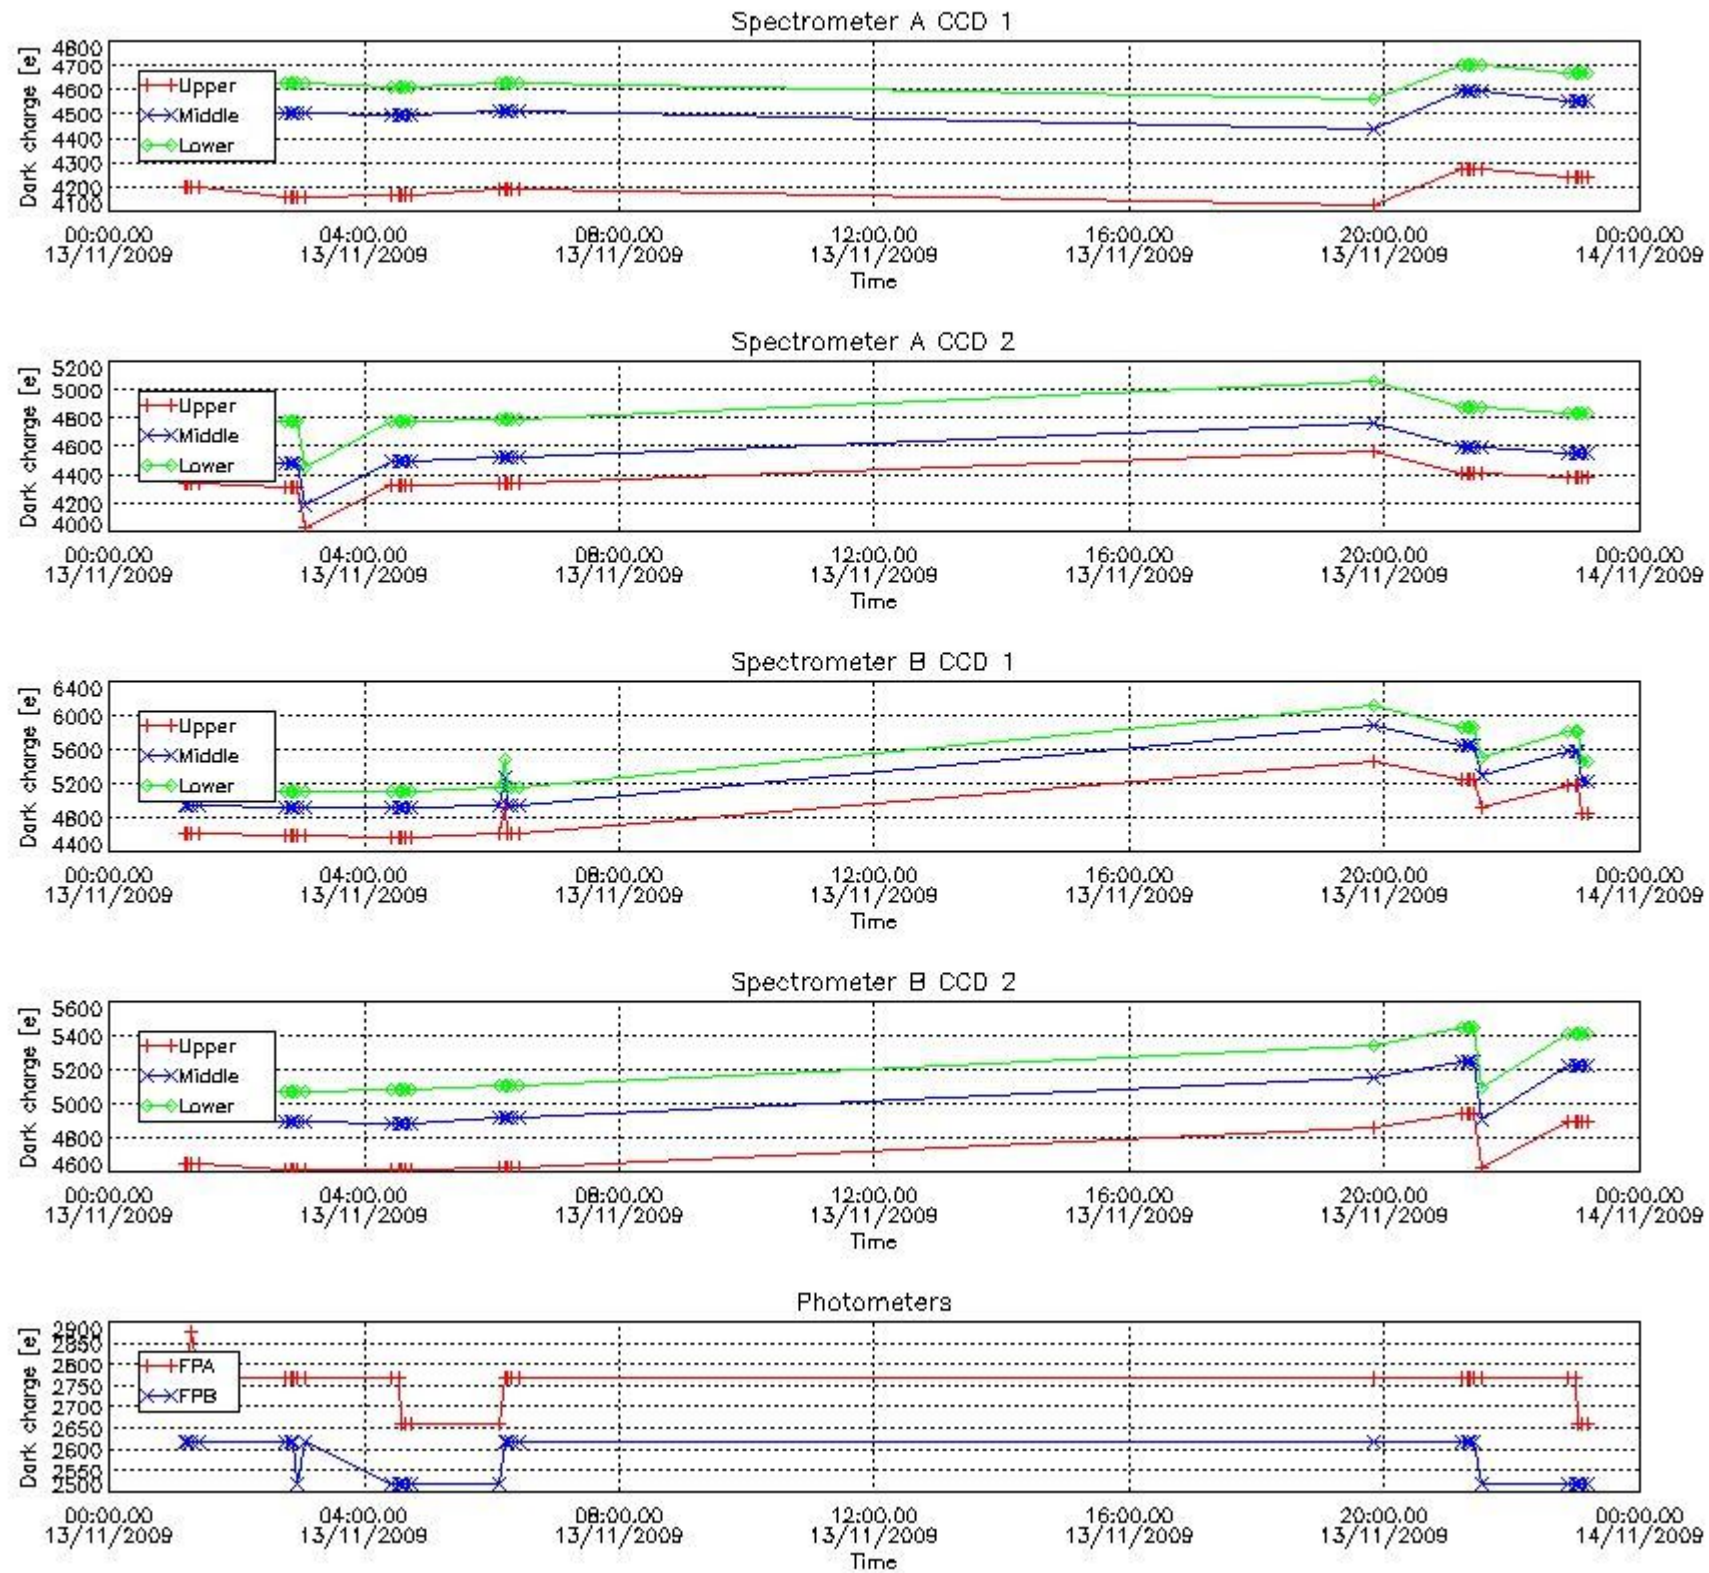 Spectrometer A CCD 1
Dark charge [e]
4800
4700
4600
4500
4400
4300
4200
4100
Upper
Middle
Lower
00:00.00 04:00.00 08:00.00 12:00.00 16:00.00 20:00.00 00:00.00
13/11/2009 13/11/2009 13/11/2009 13/11/2009 13/11/2009 13/11/2009 14/11/2009
Time
Spectrometer A CCD 2
Dark charge [e]
5200
5000
4800
4600
4400
4200
4000
Upper
Middle
Lower
00:00.00 04:00.00 08:00.00 12:00.00 16:00.00 20:00.00 00:00.00
13/11/2009 13/11/2009 13/11/2009 13/11/2009 13/11/2009 13/11/2009 14/11/2009
Time
Spectrometer B CCD 1
Dark charge [e]
6400
6000
5600
5200
4800
4400
Upper
Middle
Lower
00:00.00 04:00.00 08:00.00 12:00.00 16:00.00 20:00.00 00:00.00
13/11/2009 13/11/2009 13/11/2009 13/11/2009 13/11/2009 13/11/2009 14/11/2009
Time
Spectrometer B CCD 2
Dark charge [e]
5600
5400
5200
5000
4800
4600
Upper
Middle
Lower
00:00.00 04:00.00 08:00.00 12:00.00 16:00.00 20:00.00 00:00.00
13/11/2009 13/11/2009 13/11/2009 13/11/2009 13/11/2009 13/11/2009 14/11/2009
Time
Photometers
Dark charge [e]
2900
2850
2800
2750
2700
2650
2600
2550
2500
FPA
FPB
00:00.00 04:00.00 08:00.00 12:00.00 16:00.00 20:00.00 00:00.00
13/11/2009 13/11/2009 13/11/2009 13/11/2009 13/11/2009 13/11/2009 14/11/2009
Time